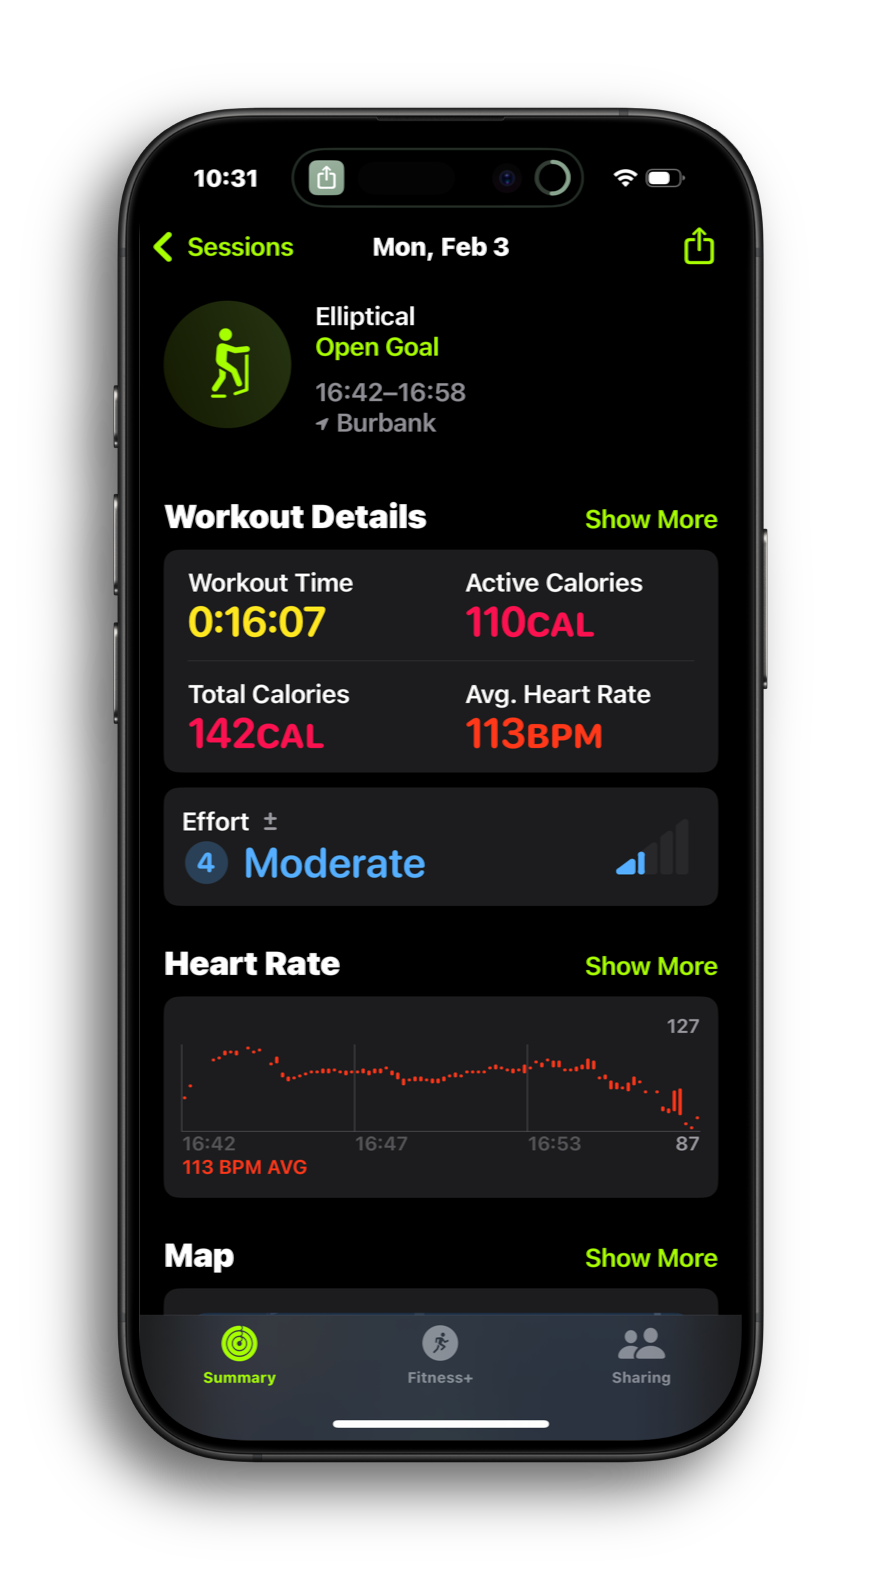 10:31
Sessions
Mon, Feb 3
Elliptical
Open Goal
16:42–16:58
Burbank
Workout Details
Show More
Workout Time
Active Calories
0:16:07
110CAL
Total Calories
Avg. Heart Rate
142CAL
113BPM
Effort ±
4 Moderate
Heart Rate
Show More
127
16:42
16:47
16:53
87
113 BPM AVG
Map
Show More
Summary
Fitness+
Sharing